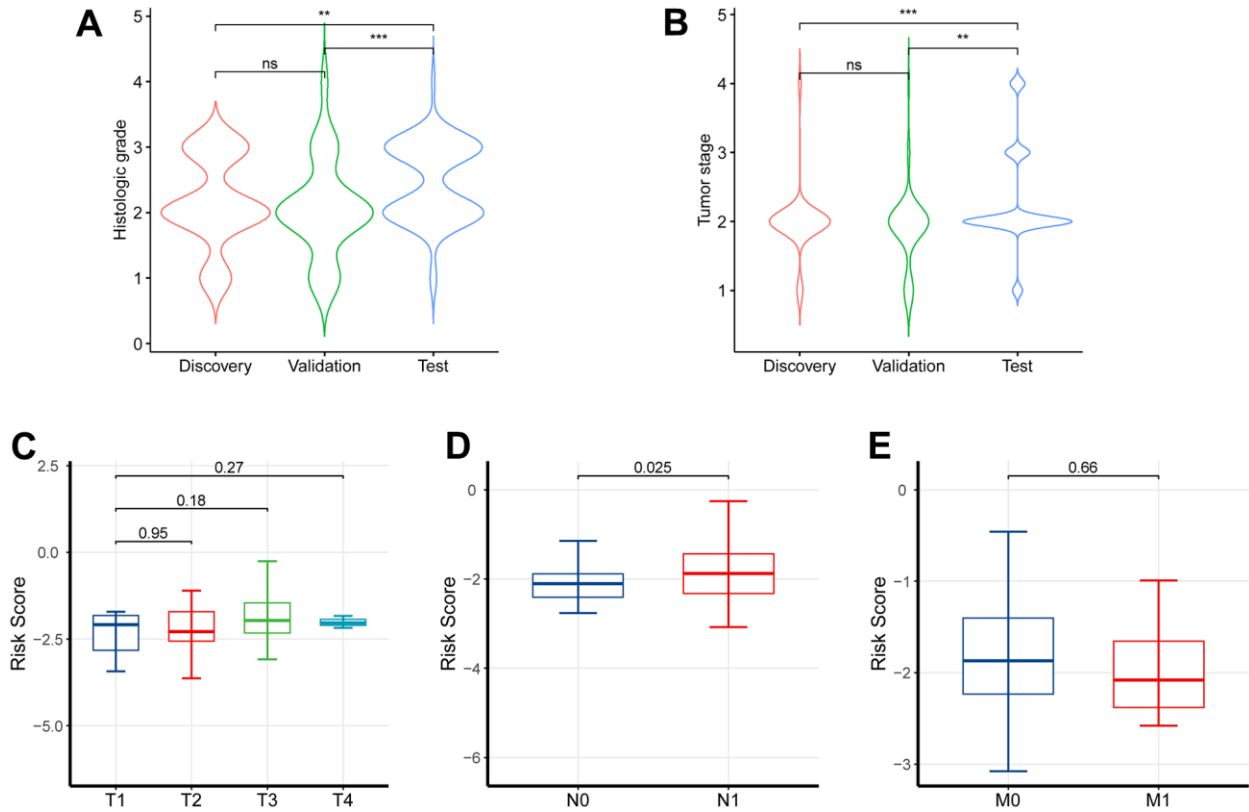 A
Histologic grade
5
4
3
2
1
0
**
***
ns
Discovery Validation Test
B
Tumor stage
5
4
3
2
1
***
**
ns
Discovery Validation Test
C
Risk Score
2.5
0.0
−2.5
−5.0
0.27
0.18
0.95
T1 T2 T3 T4
D
Risk Score
0
−2
−4
−6
0.025
N0 N1
E
Risk Score
0
−1
−2
−3
0.66
M0 M1